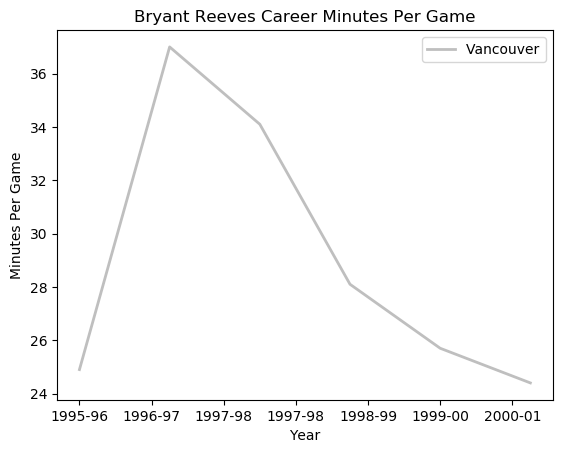 Bryant Reeves Career Minutes Per Game
Vancouver
36
34
32
30
28
26
24
Minutes Per Game
1995-96 1996-97 1997-98 1997-98 1998-99 1999-00 2000-01
Year